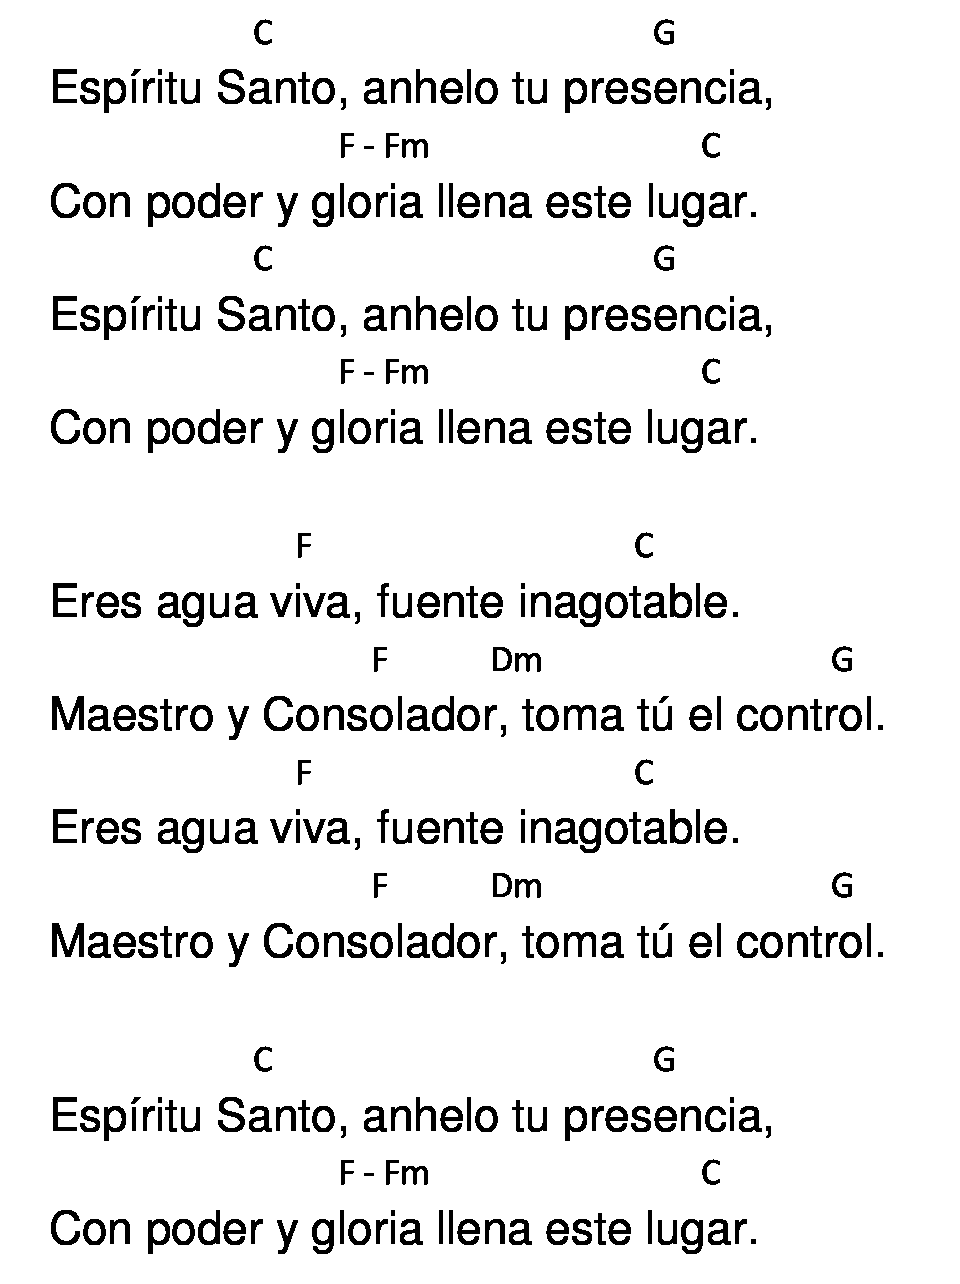 C G
Espíritu Santo, anhelo tu presencia,
F - Fm C
Con poder y gloria llena este lugar.
C G
Espíritu Santo, anhelo tu presencia,
F - Fm C
Con poder y gloria llena este lugar.
F C
Eres agua viva, fuente inagotable.
F Dm G
Maestro y Consolador, toma tú el control.
F C
Eres agua viva, fuente inagotable.
F Dm G
Maestro y Consolador, toma tú el control.
C G
Espíritu Santo, anhelo tu presencia,
F - Fm C
Con poder y gloria llena este lugar.